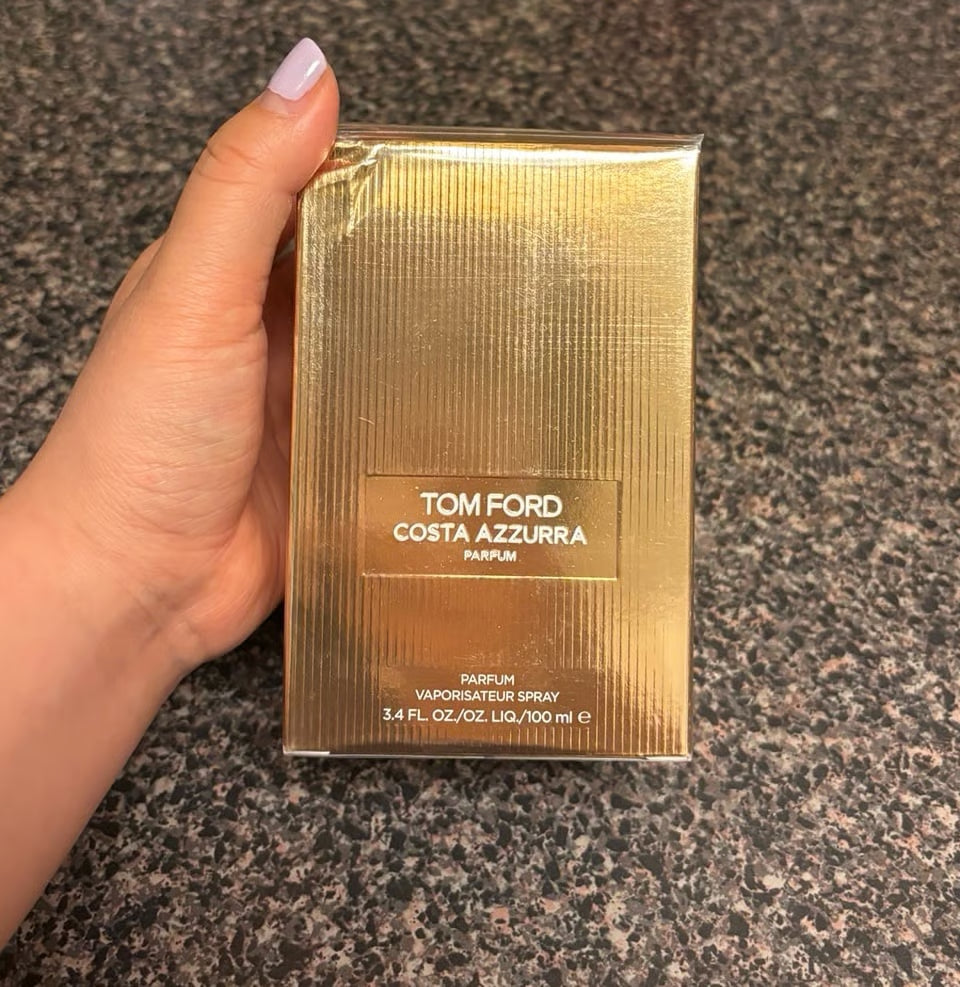 TOM FORD
COSTA AZZURRA
PARFUM
PARFUM
VAPORISATEUR SPRAY
3.4 FL. OZ./OZ. LIQ./100 ml ℮